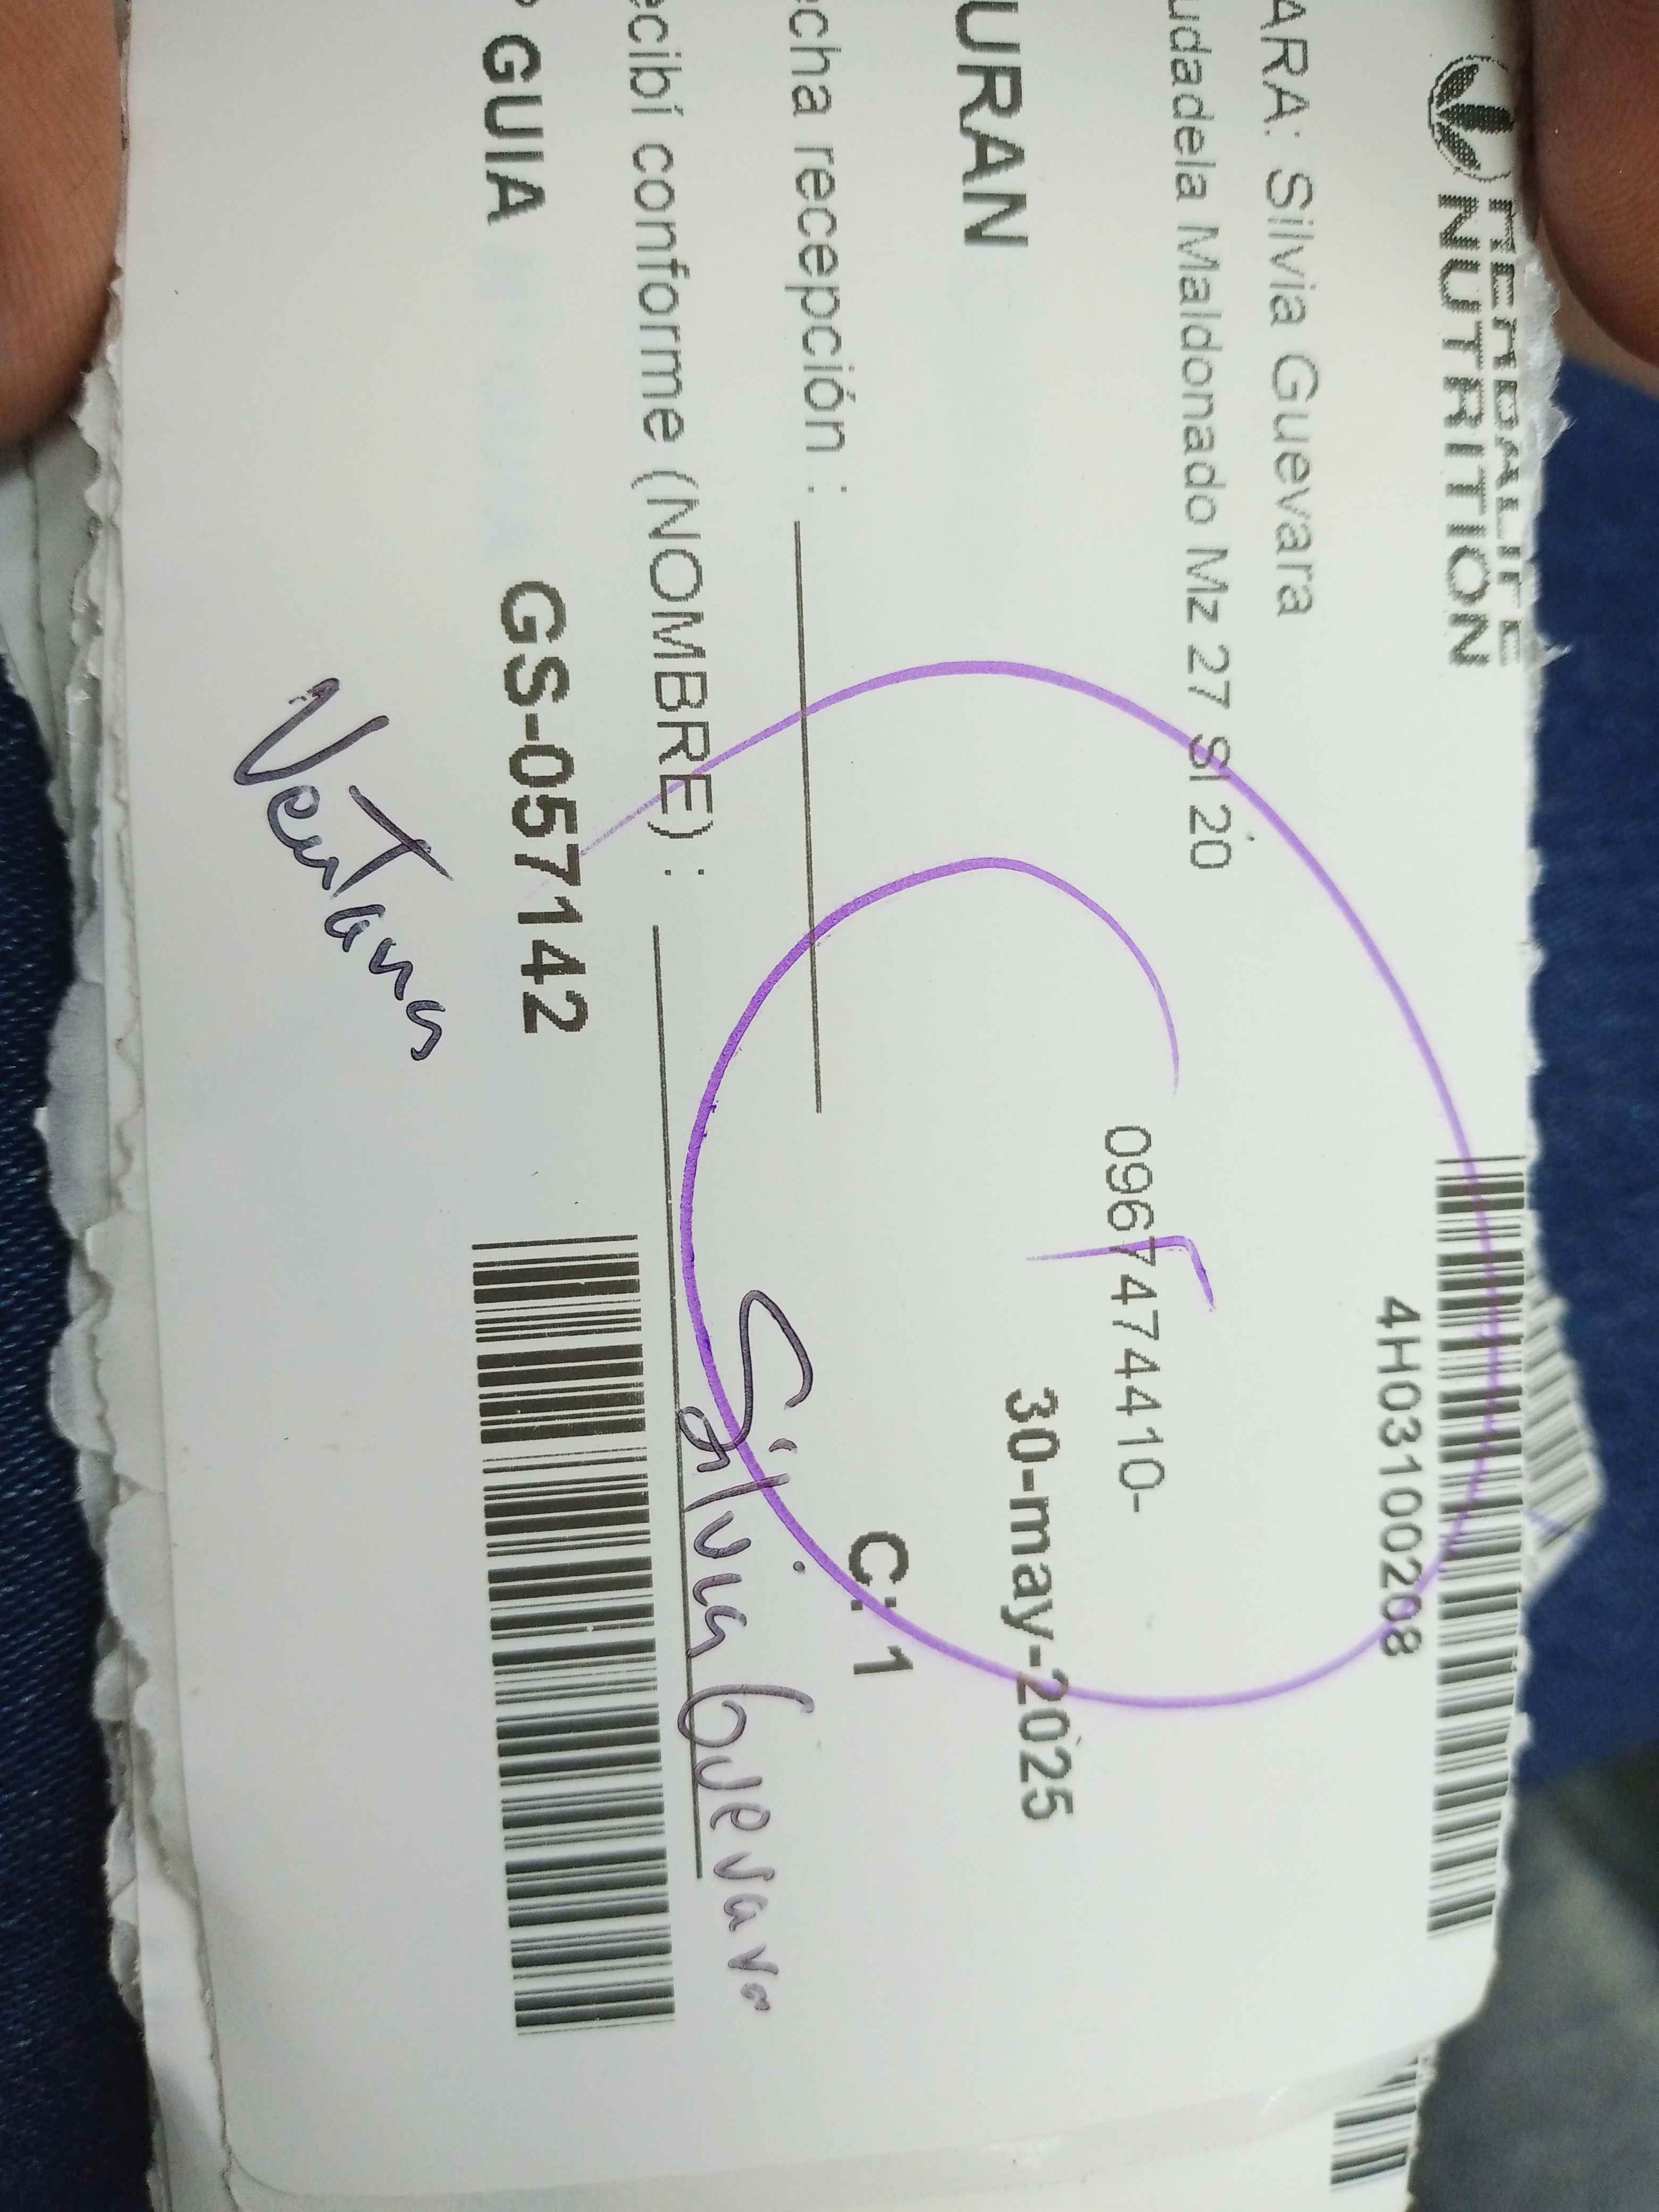 HERBALIFE
NUTRITION
4H03100208
ARA: Silvia Guevara
udadela Maldonado Mz 27 Sl 20
0967474410-
URAN
30-may-2025
echa recepción :
C: 1
ecibí conforme (NOMBRE) :
Silvia Guevara
GUIA
GS-057142
Ventana